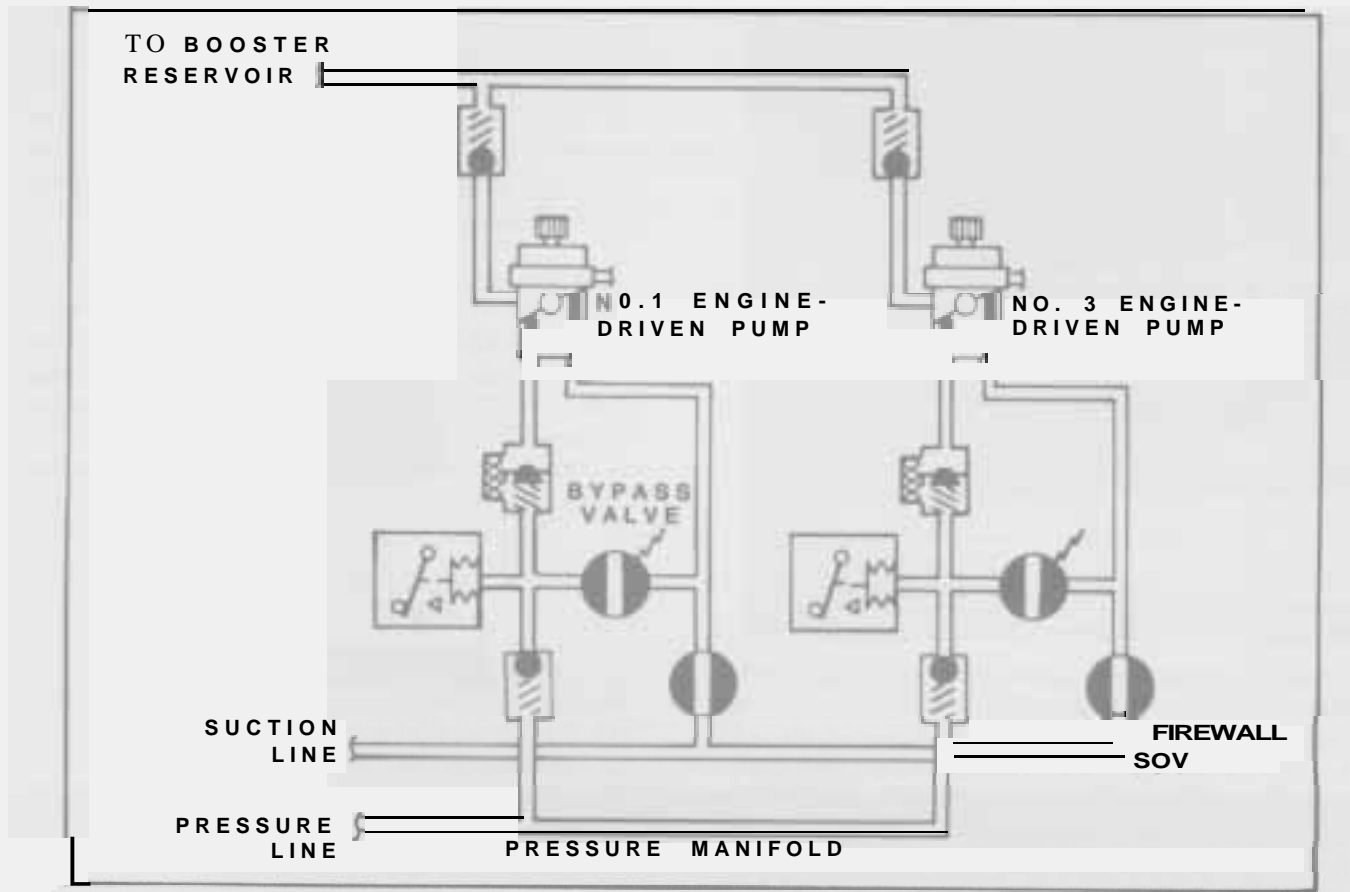 TO BOOSTER
RESERVOIR
N0.1 ENGINE-
DRIVEN PUMP
NO. 3 ENGINE-
DRIVEN PUMP
BYPASS
VALVE
SUCTION
LINE
FIREWALL
SOV
PRESSURE
LINE
PRESSURE MANIFOLD